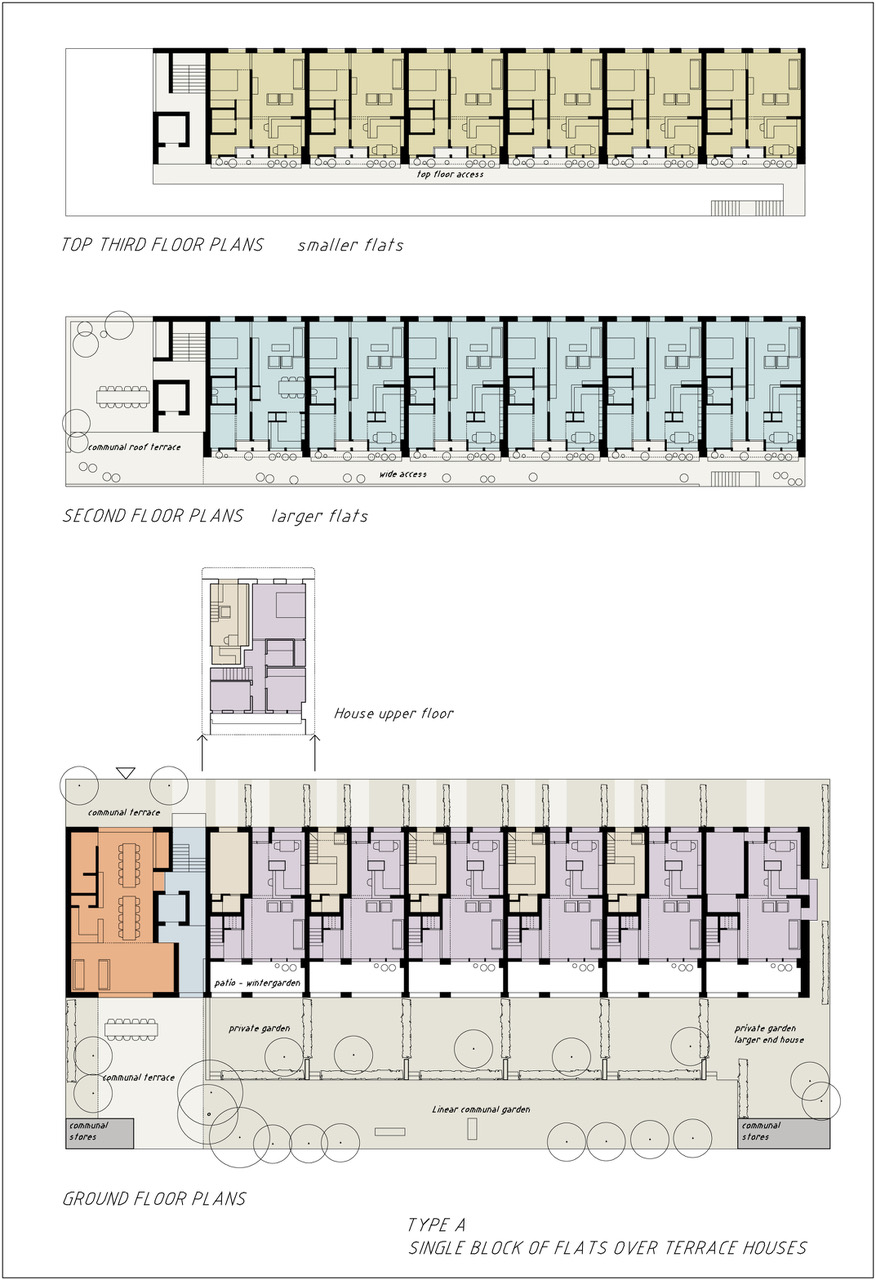 top floor access
TOP THIRD FLOOR PLANS smaller flats
communal roof terrace
wide access
SECOND FLOOR PLANS larger flats
House upper floor
communal terrace
patio - wintergarden
private garden
private garden
larger end house
communal terrace
Linear communal garden
communal
stores
communal
stores
GROUND FLOOR PLANS
TYPE A
SINGLE BLOCK OF FLATS OVER TERRACE HOUSES